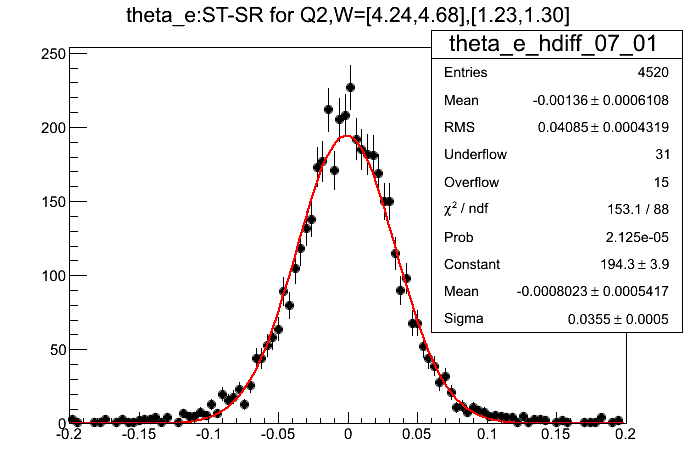 theta_e:ST-SR for Q2,W=[4.24,4.68],[1.23,1.30]
theta_e_hdiff_07_01
Entries 4520
Mean -0.00136 ± 0.0006108
RMS 0.04085 ± 0.0004319
Underflow 31
Overflow 15
χ² / ndf 153.1 / 88
Prob 2.125e-05
Constant 194.3 ± 3.9
Mean -0.0008023 ± 0.0005417
Sigma 0.0355 ± 0.0005
250
200
150
100
50
0
-0.2 -0.15 -0.1 -0.05 0 0.05 0.1 0.15 0.2